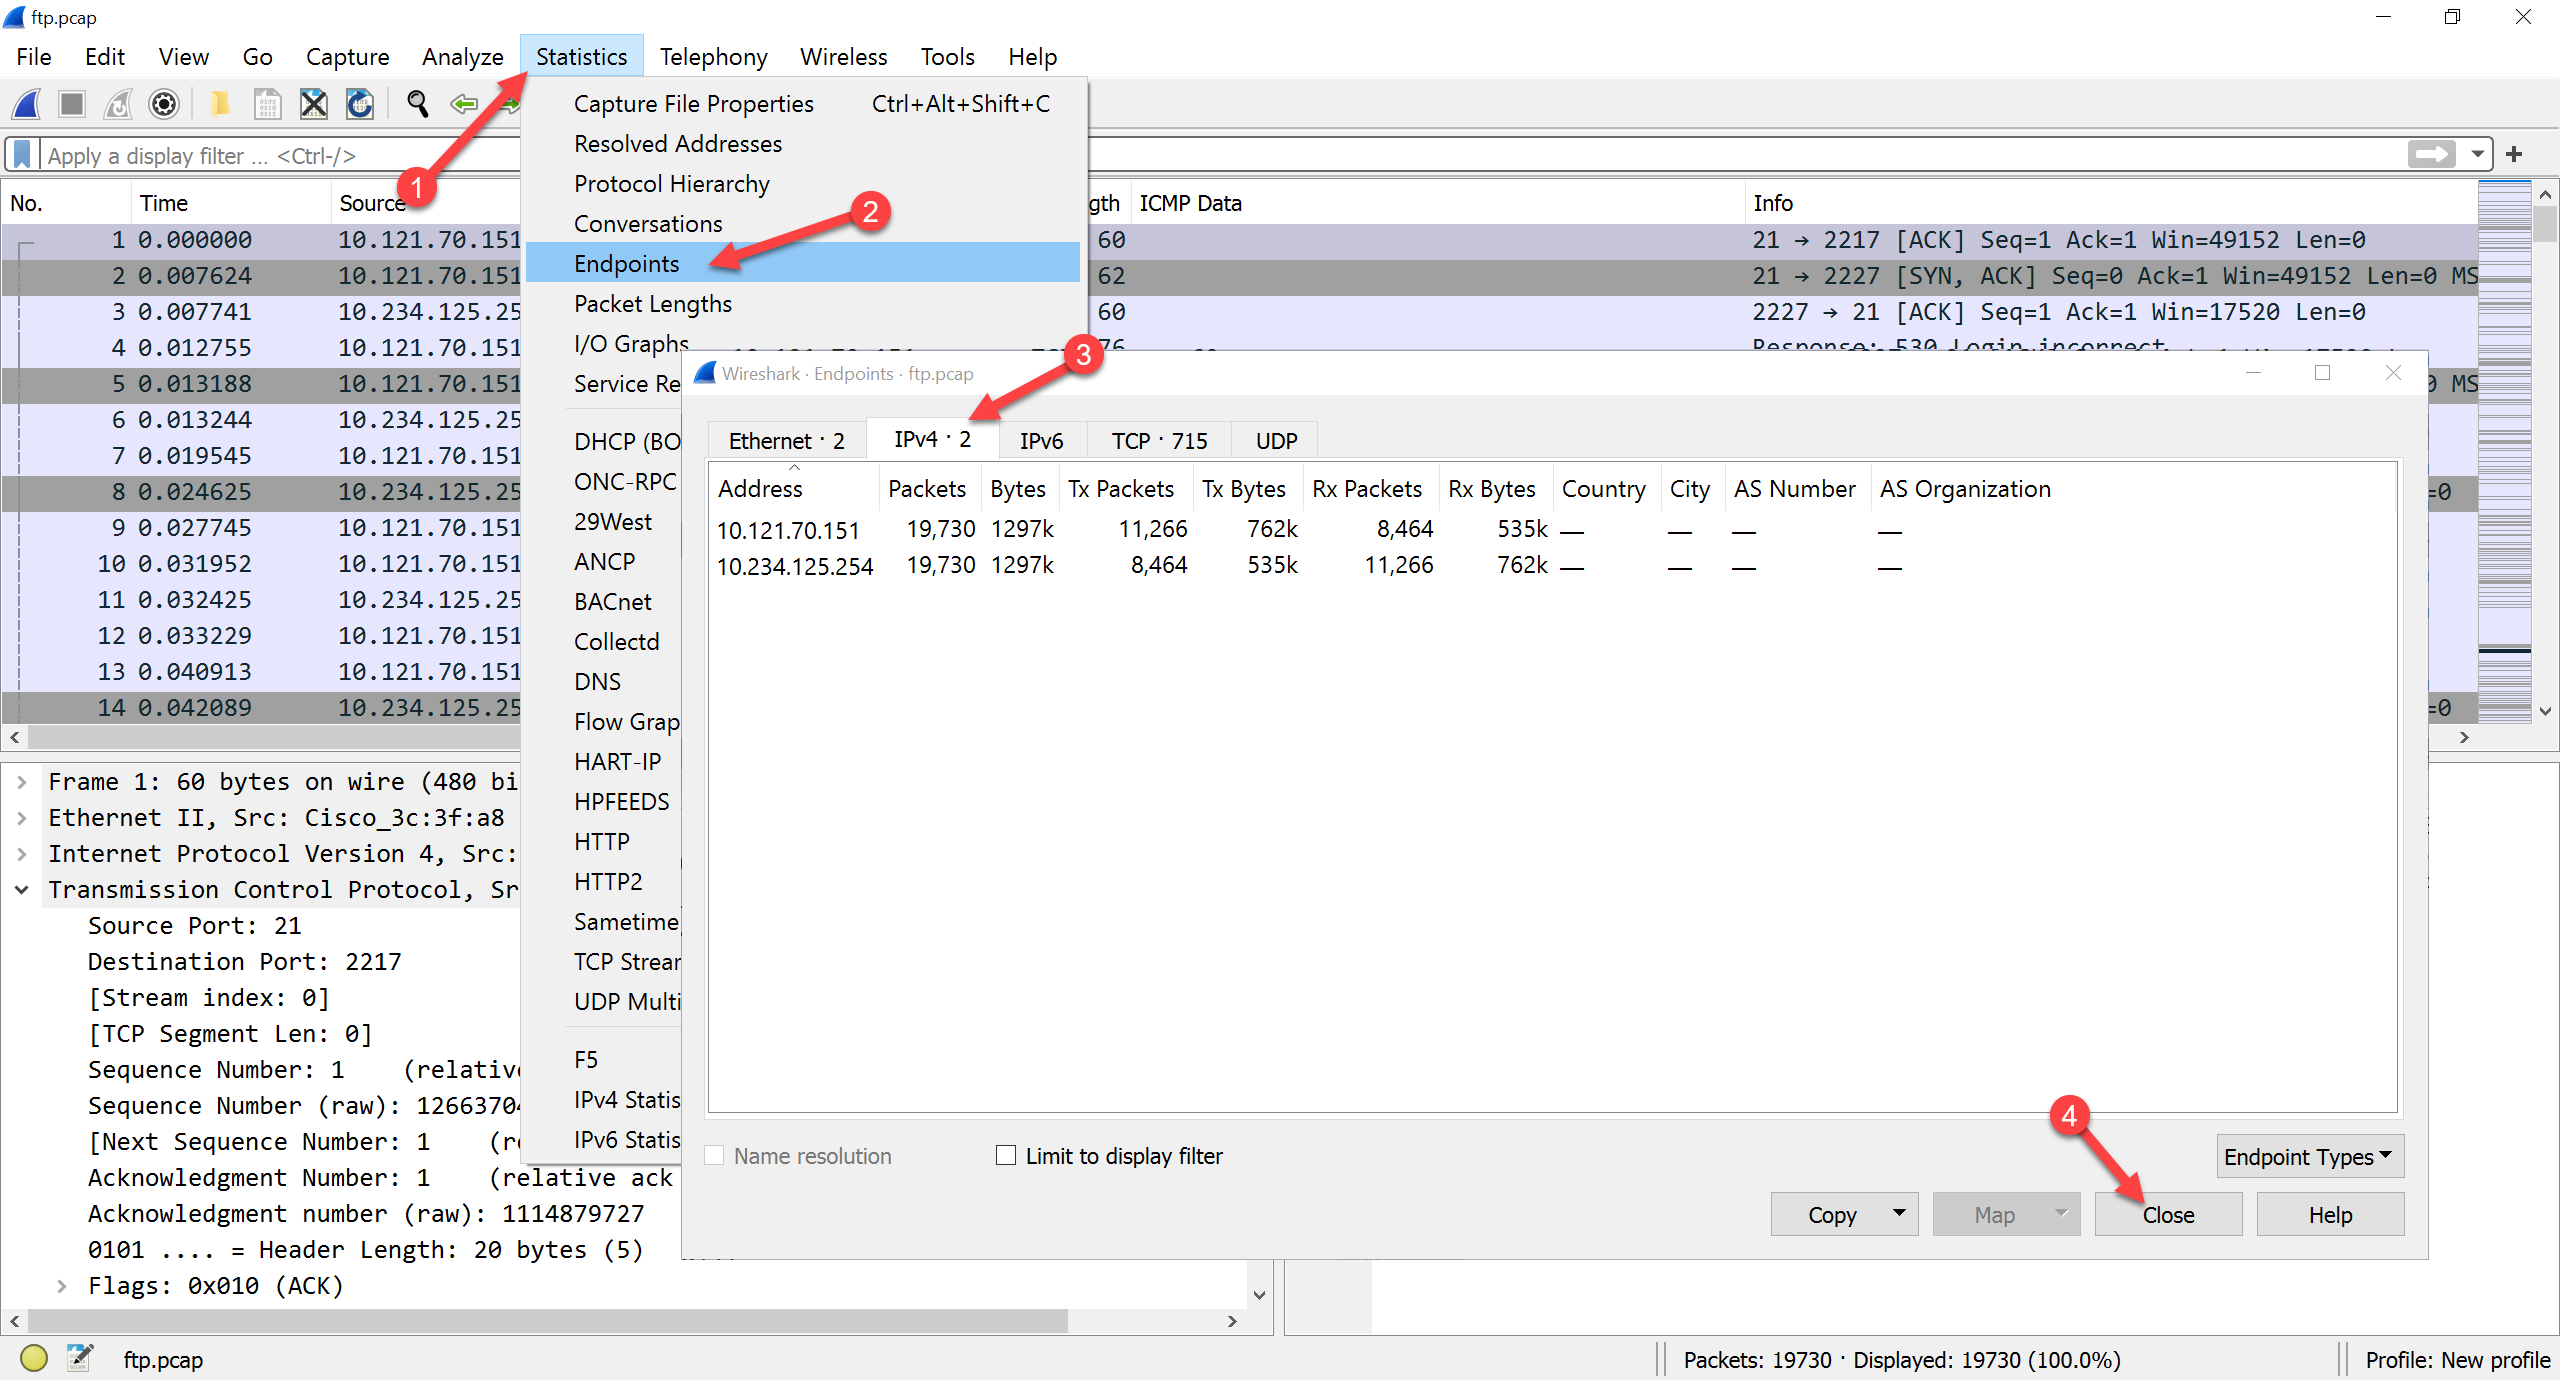 ftp.pcap
File Edit View Go Capture Analyze Statistics Telephony Wireless Tools Help
Apply a display filter ... <Ctrl-/>
Capture File Properties Ctrl+Alt+Shift+C
Resolved Addresses
Protocol Hierarchy
Conversations
Endpoints
Packet Lengths
I/O Graphs
Service Re
DHCP (BO
ONC-RPC
29West
ANCP
BACnet
Collectd
DNS
Flow Grap
HART-IP
HPFEEDS
HTTP
HTTP2
Sametime
TCP Strear
UDP Multi
F5
IPv4 Statis
IPv6 Statis
1
2
3
4
No. Time Source gth ICMP Data Info
1 0.000000 10.121.70.151 60 21 → 2217 [ACK] Seq=1 Ack=1 Win=49152 Len=0
2 0.007624 10.121.70.151 62 21 → 2227 [SYN, ACK] Seq=0 Ack=1 Win=49152 Len=0 MS
3 0.007741 10.234.125.25 60 2227 → 21 [ACK] Seq=1 Ack=1 Win=17520 Len=0
4 0.012755 10.121.70.151 76 Response: 530 Login incorrect
5 0.013188 10.121.70.151 0 MS
6 0.013244 10.234.125.25
7 0.019545 10.121.70.151
8 0.024625 10.234.125.25 =0
9 0.027745 10.121.70.151
10 0.031952 10.234.125.25
11 0.032425 10.234.125.25
12 0.033229 10.121.70.151
13 0.040913 10.121.70.151
14 0.042089 10.234.125.25 =0
Wireshark · Endpoints · ftp.pcap
Ethernet · 2 IPv4 · 2 IPv6 TCP · 715 UDP
Address Packets Bytes Tx Packets Tx Bytes Rx Packets Rx Bytes Country City AS Number AS Organization
10.121.70.151 19,730 1297k 11,266 762k 8,464 535k — — — —
10.234.125.254 19,730 1297k 8,464 535k 11,266 762k — — — —
Name resolution Limit to display filter Endpoint Types
Copy Map Close Help
Frame 1: 60 bytes on wire (480 bi
Ethernet II, Src: Cisco_3c:3f:a8
Internet Protocol Version 4, Src:
Transmission Control Protocol, Sr
Source Port: 21
Destination Port: 2217
[Stream index: 0]
[TCP Segment Len: 0]
Sequence Number: 1 (relativ
Sequence Number (raw): 1266370
[Next Sequence Number: 1 (r
Acknowledgment Number: 1 (relative ack
Acknowledgment number (raw): 1114879727
0101 .... = Header Length: 20 bytes (5)
Flags: 0x010 (ACK)
ftp.pcap Packets: 19730 · Displayed: 19730 (100.0%) Profile: New profile